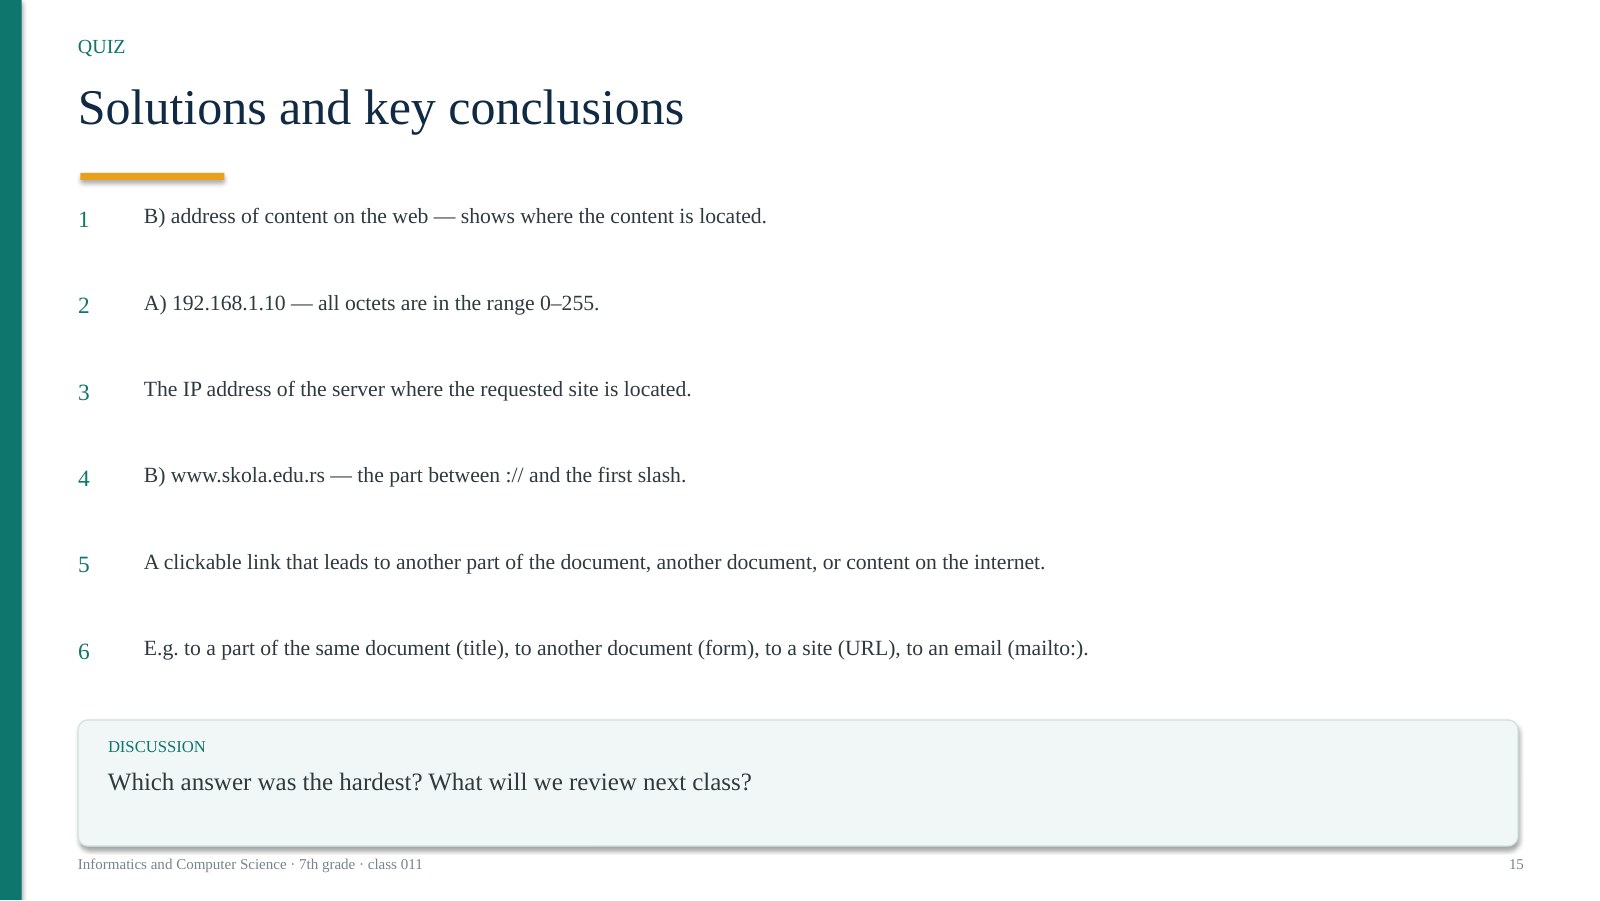 QUIZ
Solutions and key conclusions
1 B) address of content on the web — shows where the content is located.
2 A) 192.168.1.10 — all octets are in the range 0–255.
3 The IP address of the server where the requested site is located.
4 B) www.skola.edu.rs — the part between :// and the first slash.
5 A clickable link that leads to another part of the document, another document, or content on the internet.
6 E.g. to a part of the same document (title), to another document (form), to a site (URL), to an email (mailto:).
DISCUSSION
Which answer was the hardest? What will we review next class?
Informatics and Computer Science · 7th grade · class 011 15